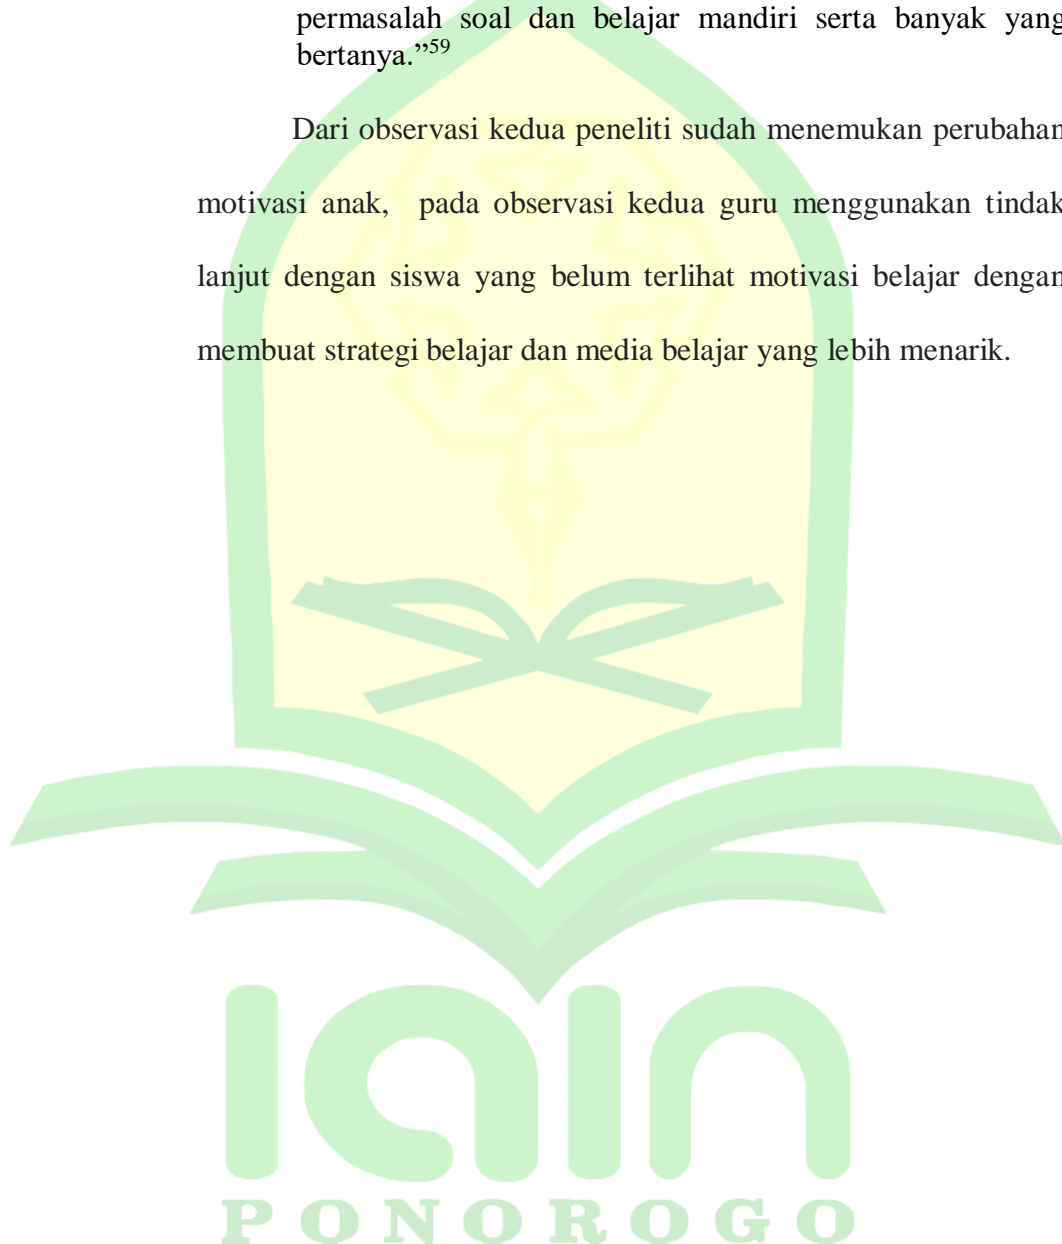 permasalah soal dan belajar mandiri serta banyak yang
bertanya.”59
Dari observasi kedua peneliti sudah menemukan perubahan
motivasi anak, pada observasi kedua guru menggunakan tindak
lanjut dengan siswa yang belum terlihat motivasi belajar dengan
membuat strategi belajar dan media belajar yang lebih menarik.
IAIN
PONOROGO